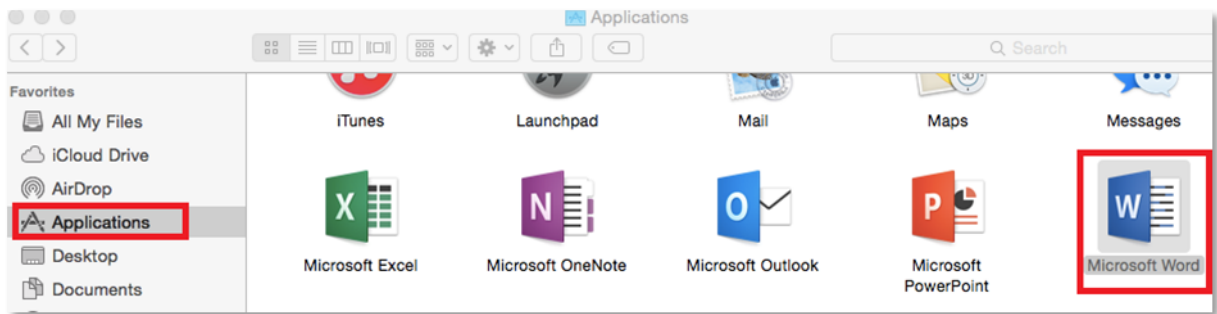 Applications
Search
Favorites
All My Files
iCloud Drive
AirDrop
Applications
Desktop
Documents
iTunes
Launchpad
Mail
Maps
Messages
3D
X
N
O
P
W
Microsoft Excel
Microsoft OneNote
Microsoft Outlook
Microsoft
PowerPoint
Microsoft Word